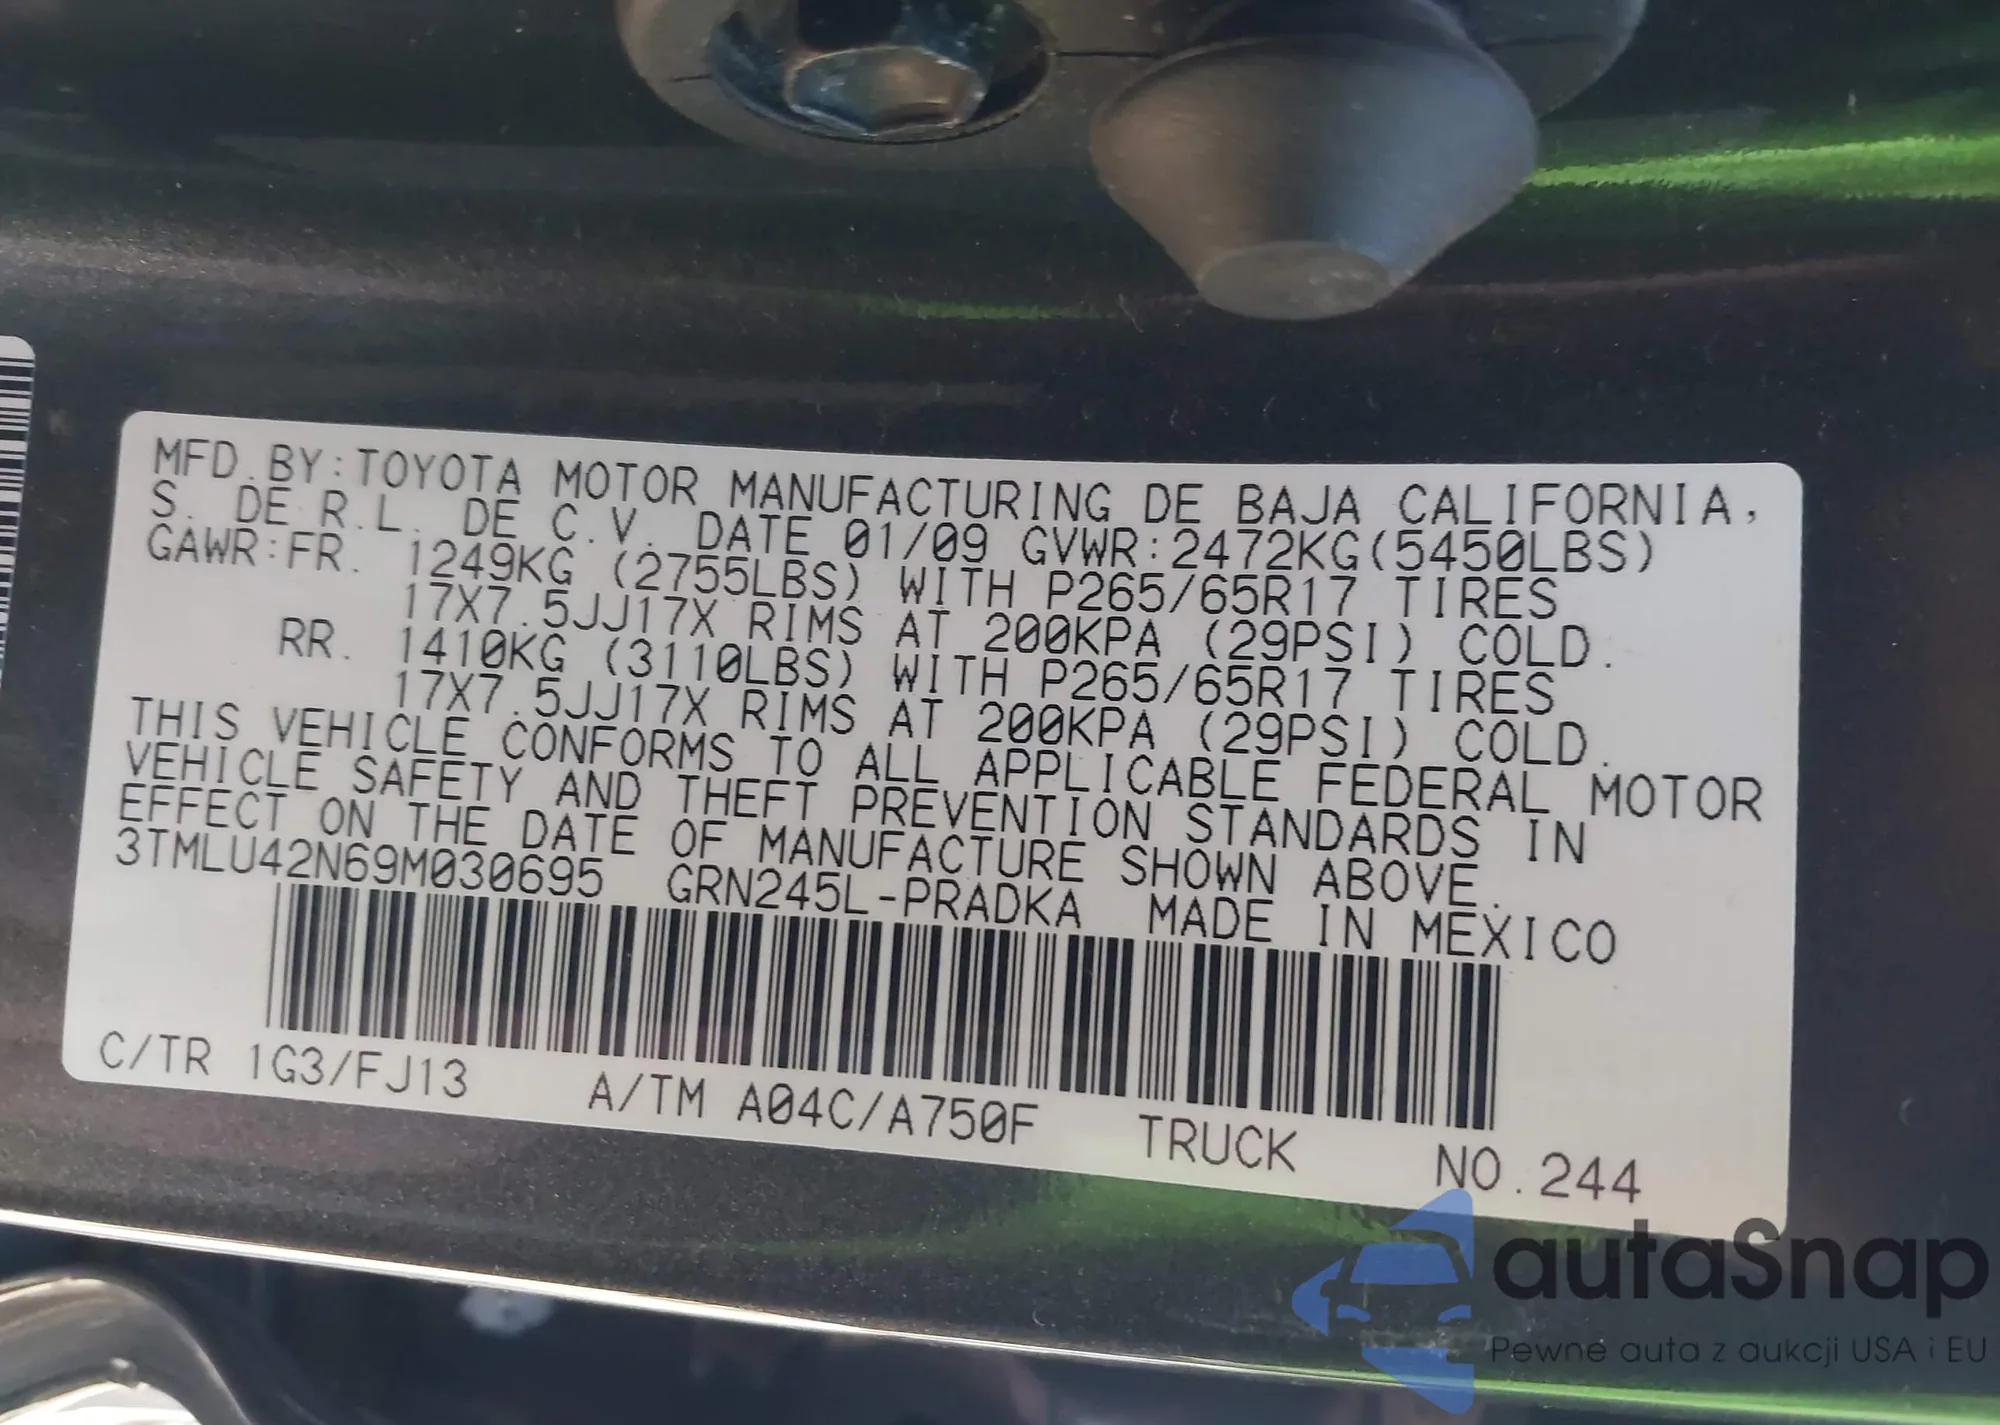 MFD.BY:TOYOTA MOTOR MANUFACTURING DE BAJA CALIFORNIA,
S. DE R.L. DE C.V. DATE 01/09 GVWR:2472KG(5450LBS)
GAWR:FR. 1249KG (2755LBS) WITH P265/65R17 TIRES
17X7.5JJ17X RIMS AT 200KPA (29PSI) COLD.
RR. 1410KG (3110LBS) WITH P265/65R17 TIRES
17X7.5JJ17X RIMS AT 200KPA (29PSI) COLD.
THIS VEHICLE CONFORMS TO ALL APPLICABLE FEDERAL MOTOR
VEHICLE SAFETY AND THEFT PREVENTION STANDARDS IN
EFFECT ON THE DATE OF MANUFACTURE SHOWN ABOVE.
3TMLU42N69M030695 GRN245L-PRADKA MADE IN MEXICO
C/TR 1G3/FJ13 A/TM A04C/A750F TRUCK NO.244
autaSnap
Pewne auta z aukcji USA i EU